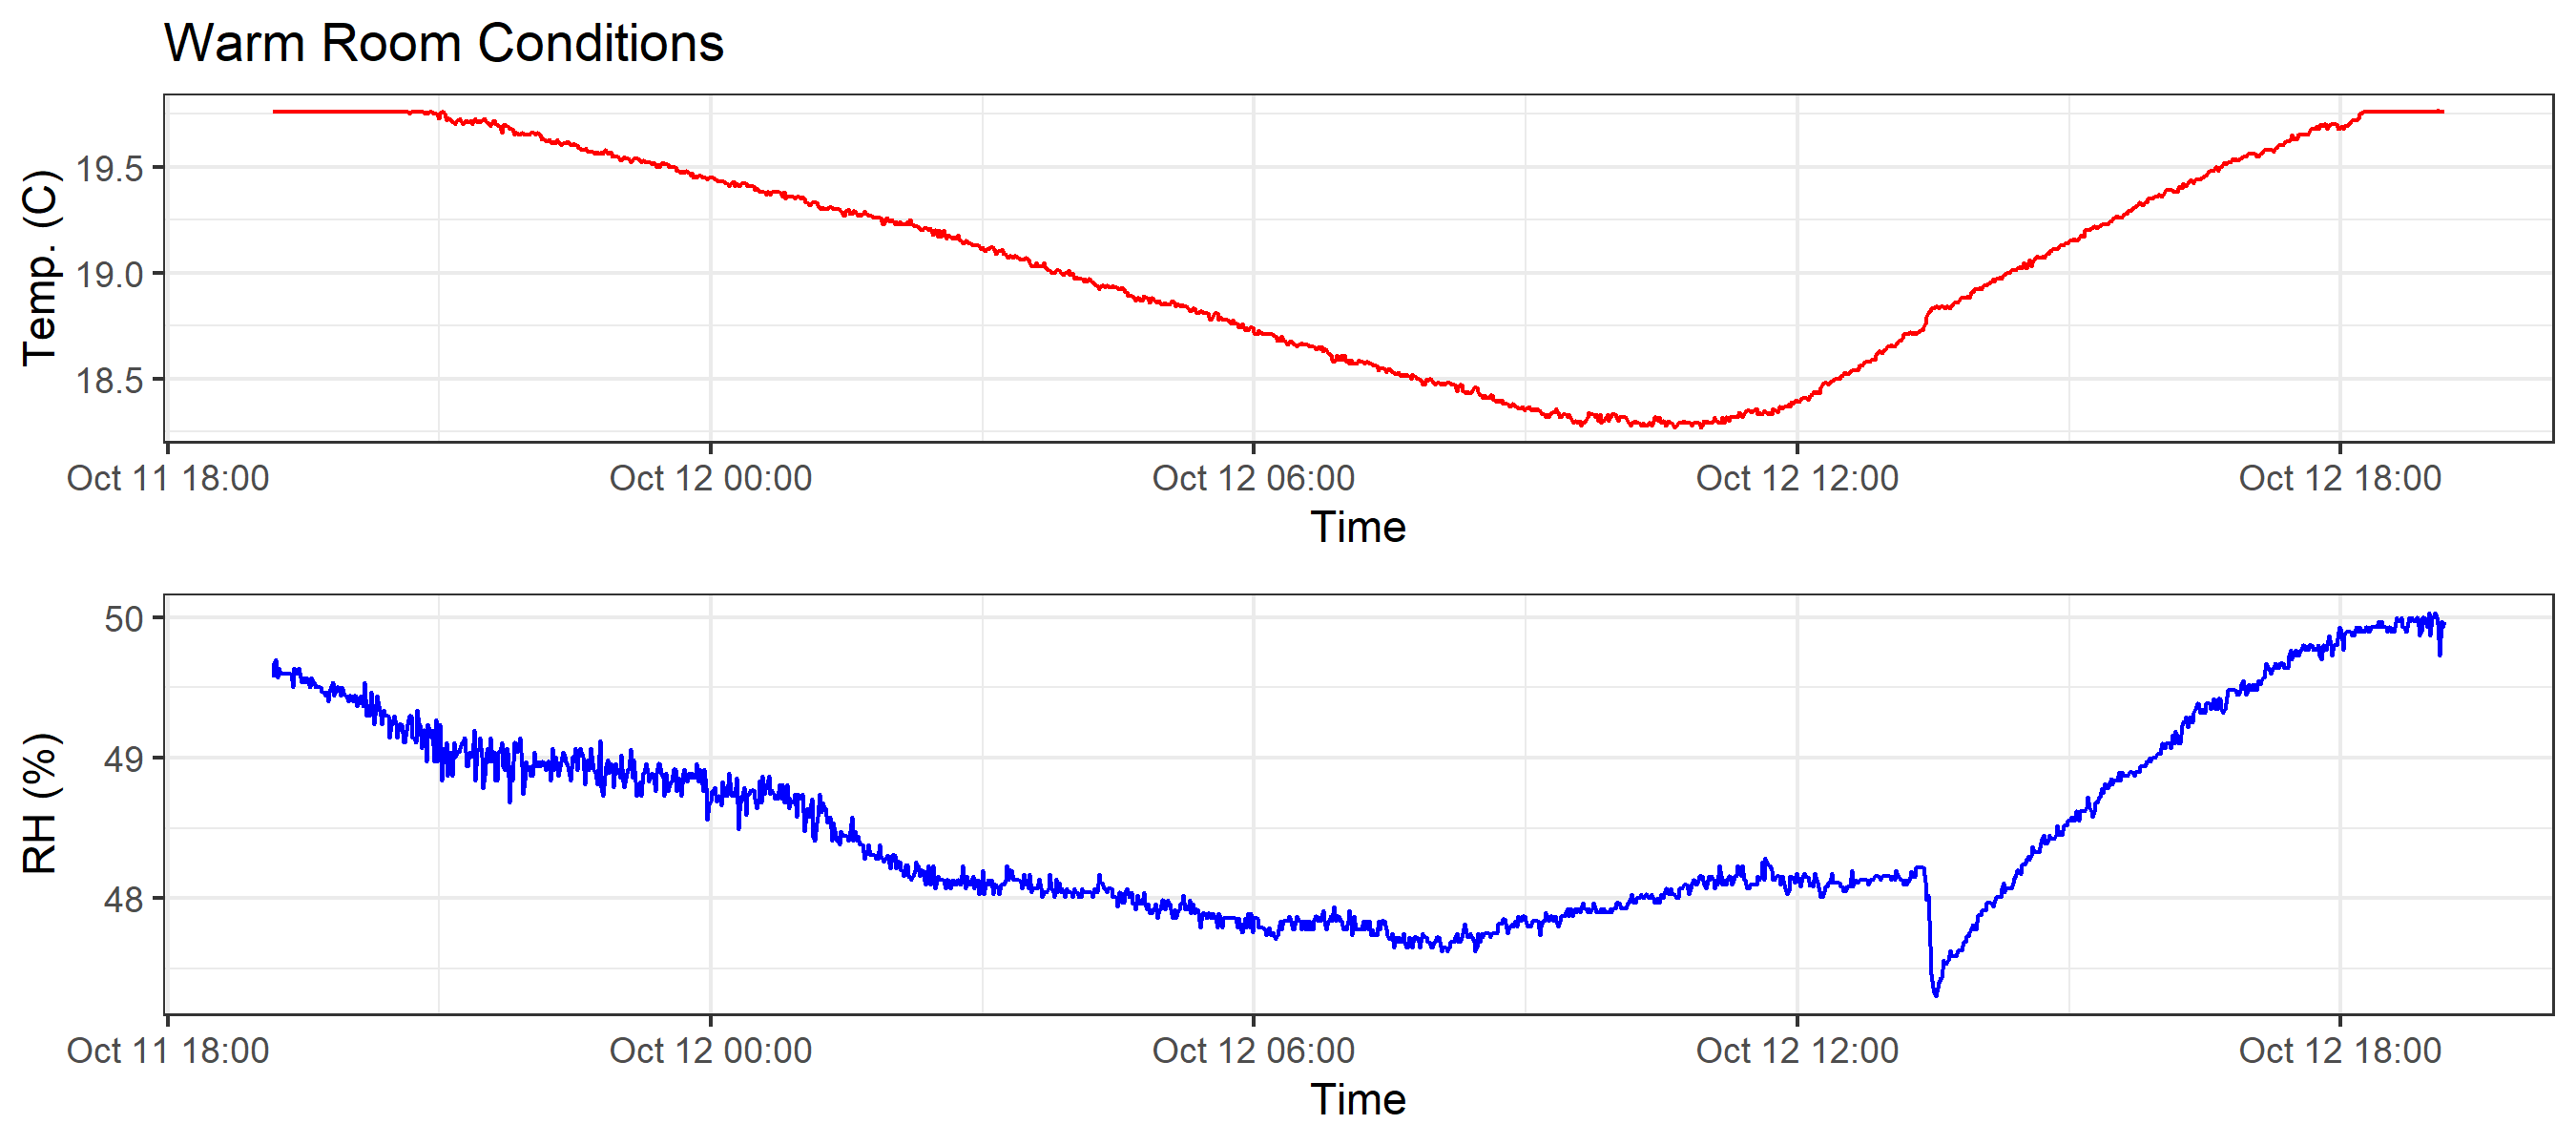 Warm Room Conditions
Temp. (C)
19.5
19.0
18.5
Oct 11 18:00 Oct 12 00:00 Oct 12 06:00 Oct 12 12:00 Oct 12 18:00
Time
RH (%)
50
49
48
Oct 11 18:00 Oct 12 00:00 Oct 12 06:00 Oct 12 12:00 Oct 12 18:00
Time